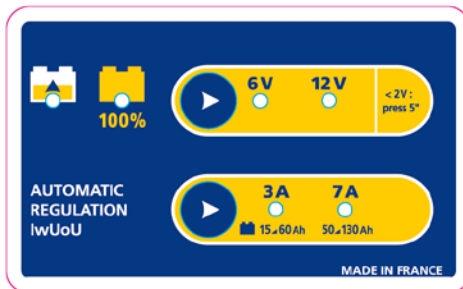 6V 12V
< 2V :
press 5"
100%
AUTOMATIC
REGULATION
IwUoU
3A 7A
15⊿60Ah 50⊿130Ah
MADE IN FRANCE